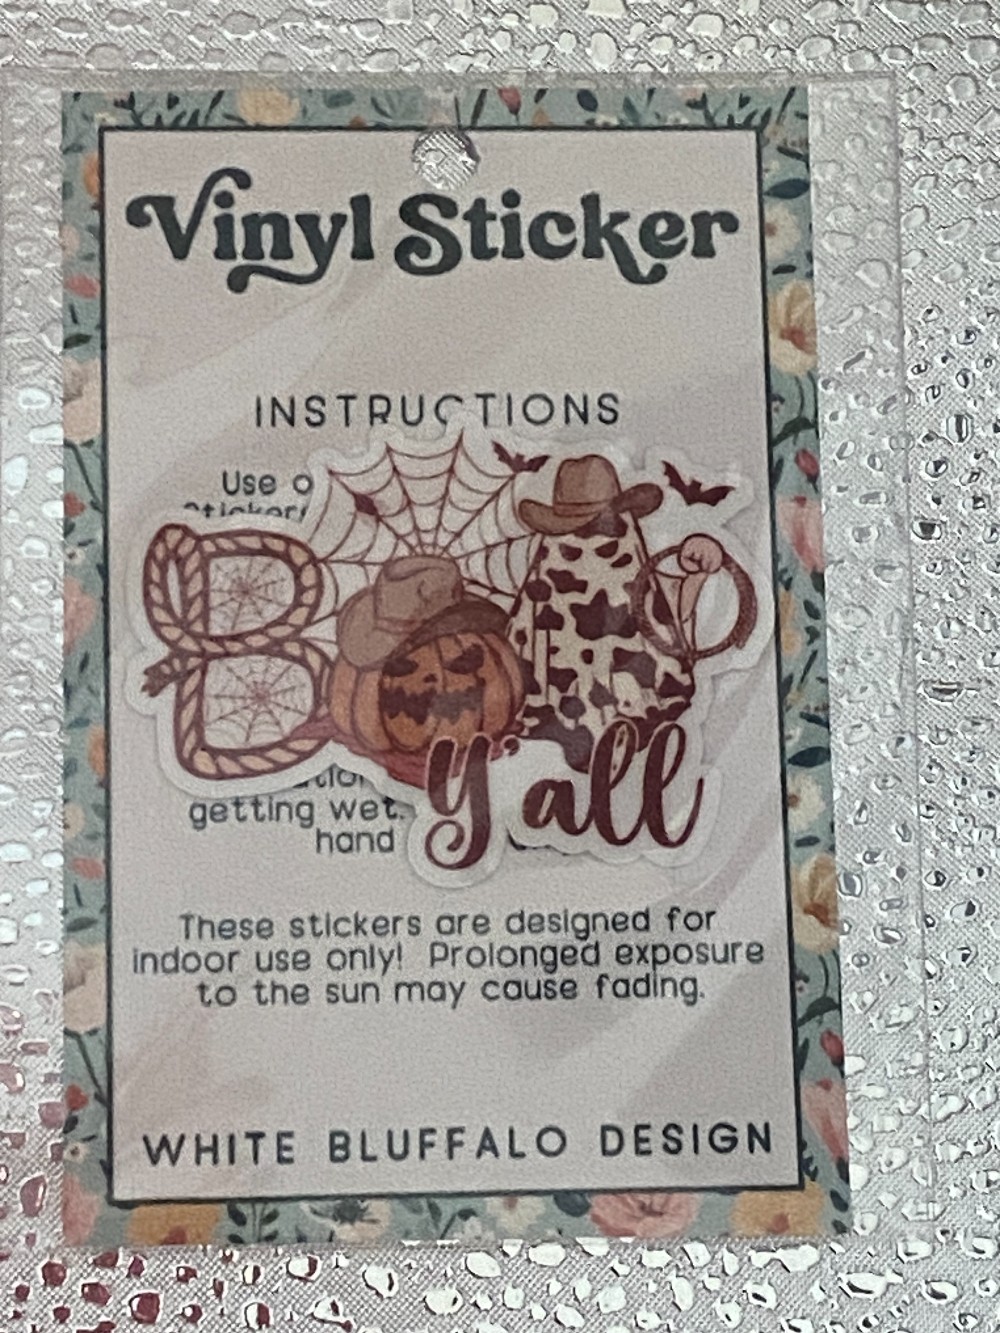 Vinyl Sticker
INSTRUCTIONS
Use
getting wet.
hand
Y'all
These stickers are designed for
indoor use only! Prolonged exposure
to the sun may cause fading.
WHITE BLUFFALO DESIGN